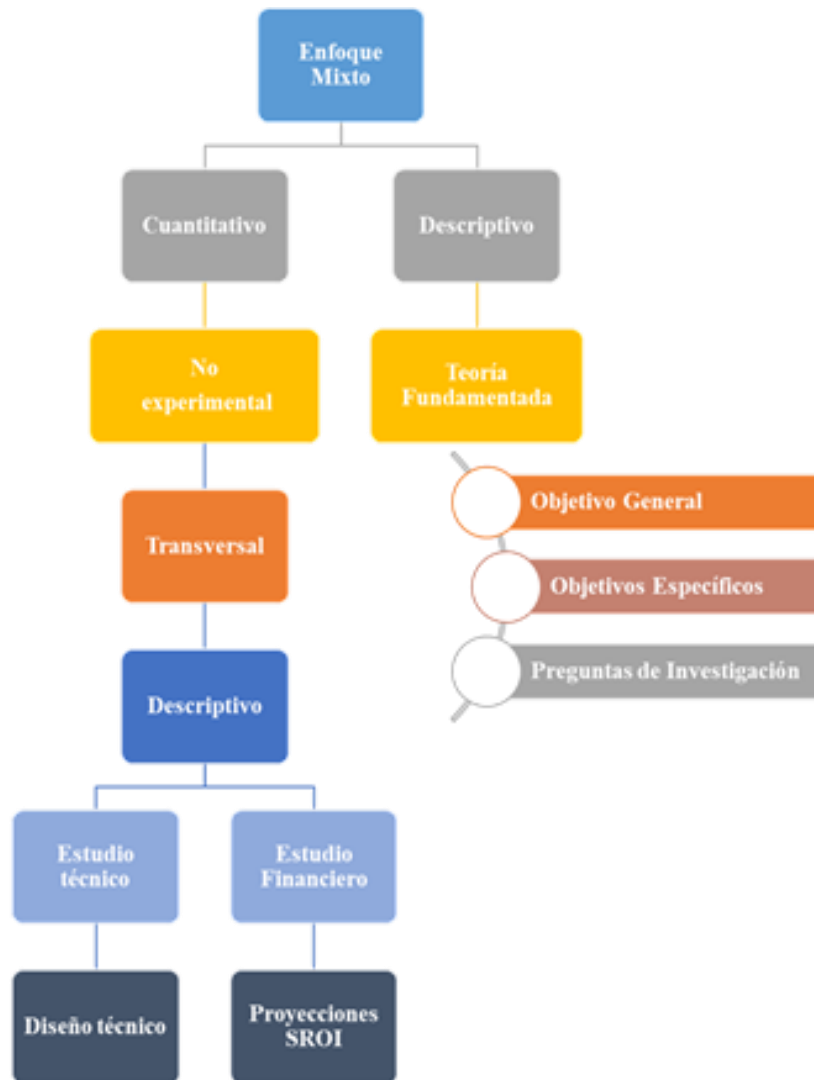 Enfoque
Mixto
Cuantitativo
Descriptivo
No
experimental
Teoría
Fundamentada
Transversal
Objetivo General
Objetivos Específicos
Preguntas de Investigación
Descriptivo
Estudio
técnico
Estudio
Financiero
Diseño técnico
Proyecciones
SROI